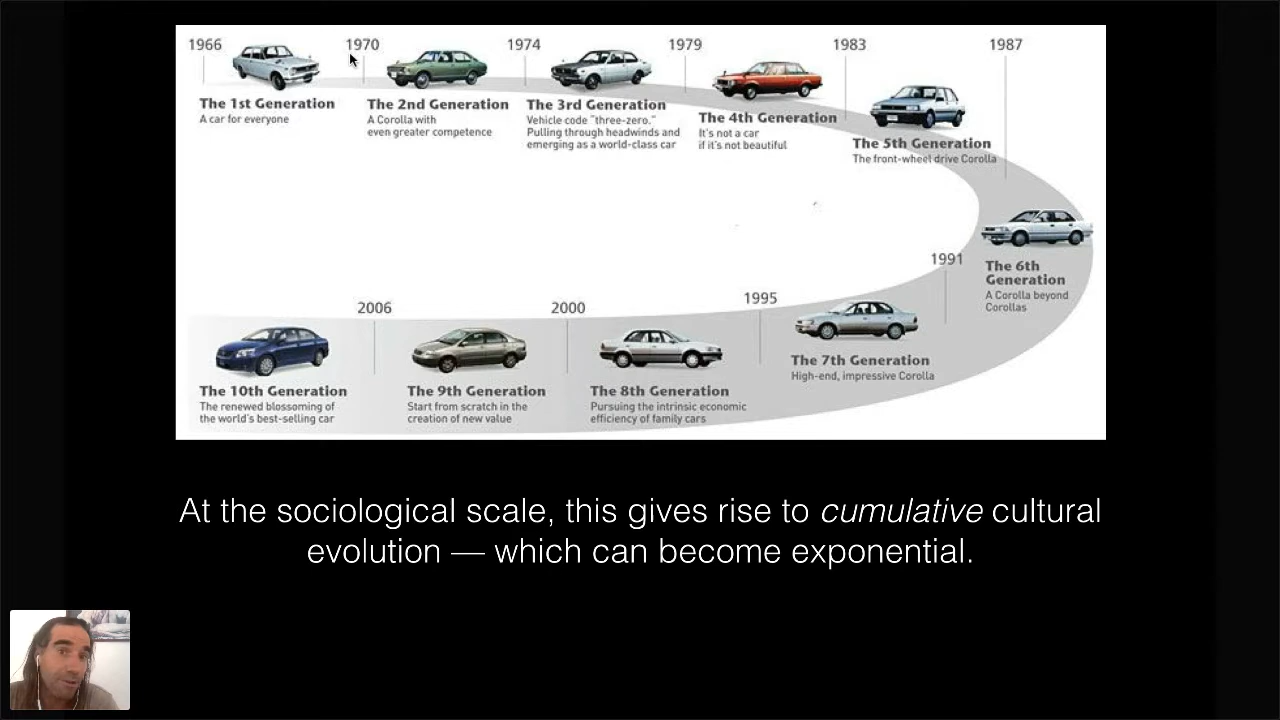 1966
1970
1974
1979
1983
1987
The 1st Generation
A car for everyone
The 2nd Generation
A Corolla with
even greater competence
The 3rd Generation
Vehicle code "three-zero."
Pulling through headwinds and
emerging as a world-class car
The 4th Generation
It's not a car
if it's not beautiful
The 5th Generation
The front-wheel drive Corolla
The 6th
Generation
A Corolla beyond
Corollas
1991
The 7th Generation
High-end, impressive Corolla
1995
The 8th Generation
Pursuing the intrinsic economic
efficiency of family cars
2000
The 9th Generation
Start from scratch in the
creation of new value
2006
The 10th Generation
The renewed blossoming of
the world's best-selling car
At the sociological scale, this gives rise to cumulative cultural
evolution — which can become exponential.